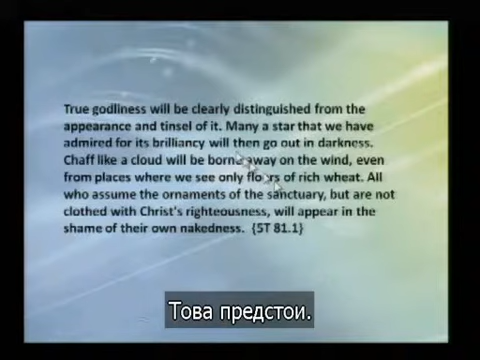 True godliness will be clearly distinguished from the
appearance and tinsel of it. Many a star that we have
admired for its brilliancy will then go out in darkness.
Chaff like a cloud will be borne away on the wind, even
from places where we see only floors of rich wheat. All
who assume the ornaments of the sanctuary, but are not
clothed with Christ's righteousness, will appear in the
shame of their own nakedness. {5T 81.1}
Това предстои.